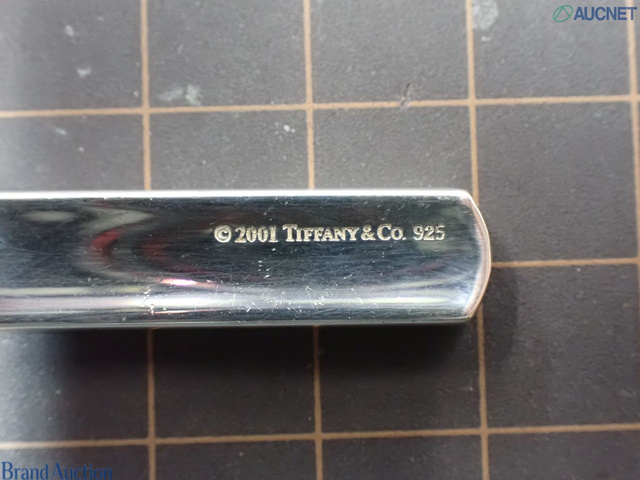 AUCNET
© 2001 TIFFANY & CO. 925
Brand Auction